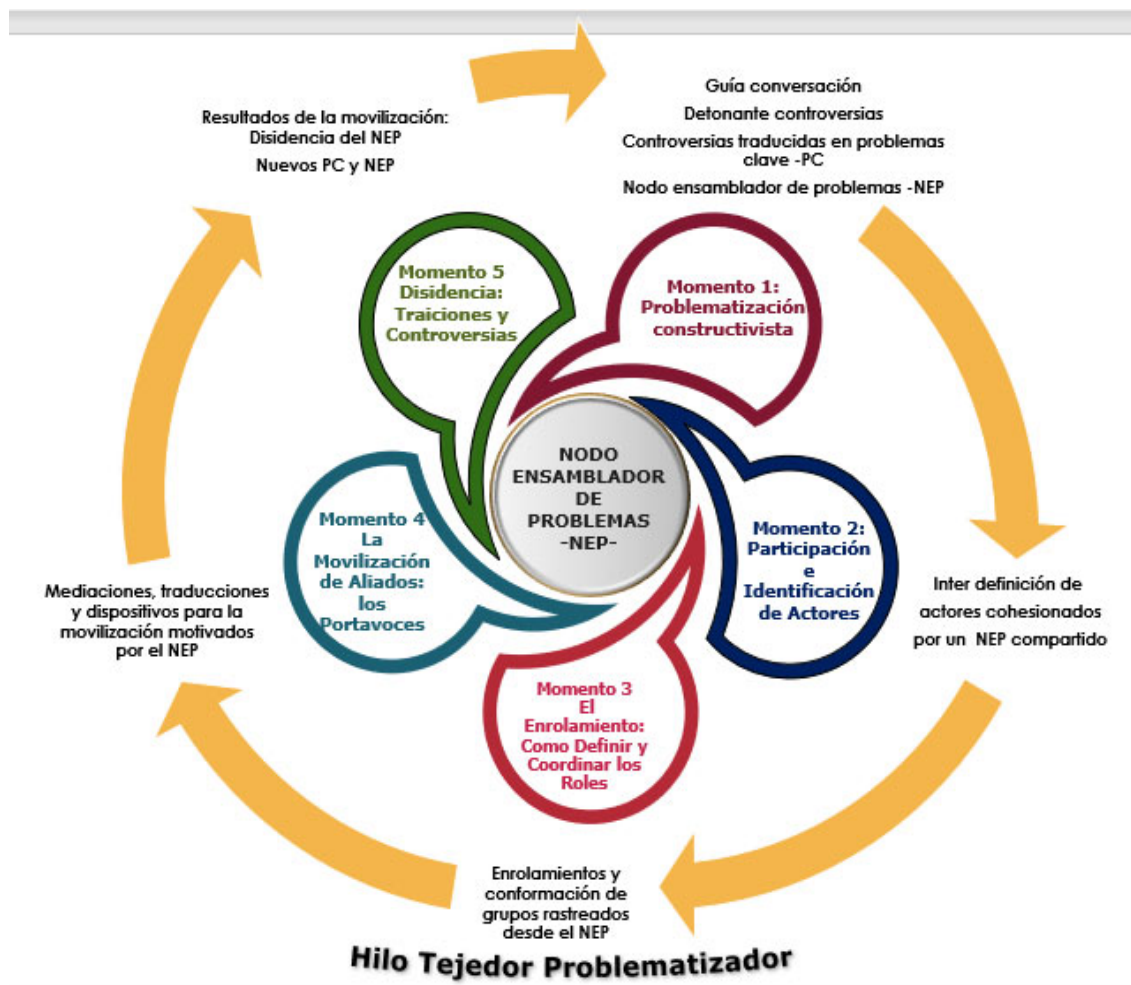 Guía conversación
Detonante controversias
Controversias traducidas en problemas
clave -PC
Nodo ensamblador de problemas -NEP
Momento 1:
Problematización
constructivista
Momento 2:
Participación
e
Identificación
de Actores
Inter definición de
actores cohesionados
por un NEP compartido
Momento 3
El
Enrolamiento:
Como Definir y
Coordinar los
Roles
Enrolamientos y
conformación de
grupos rastreados
desde el NEP
Momento 4
La
Movilización
de Aliados:
los
Portavoces
Mediaciones, traducciones
y dispositivos para la
movilización motivados
por el NEP
Momento 5
Disidencia:
Traiciones y
Controversias
Resultados de la movilización:
Disidencia del NEP
Nuevos PC y NEP
NODO
ENSAMBLADOR
DE
PROBLEMAS
-NEP-
Hilo Tejedor Problematizador